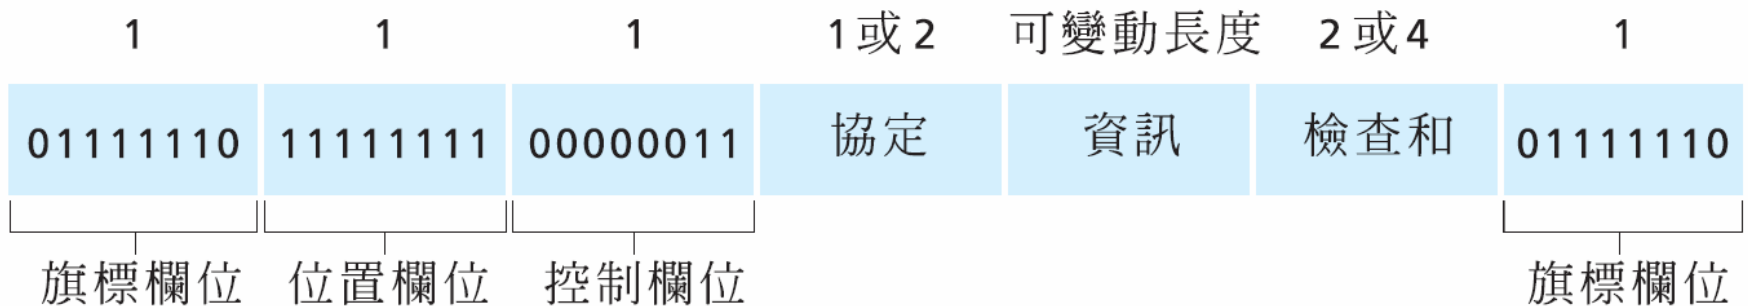 1 1 1 1或2 可變動長度 2或4 1
01111110 11111111 00000011 協定 資訊 檢查和 01111110
旗標欄位 位置欄位 控制欄位 旗標欄位